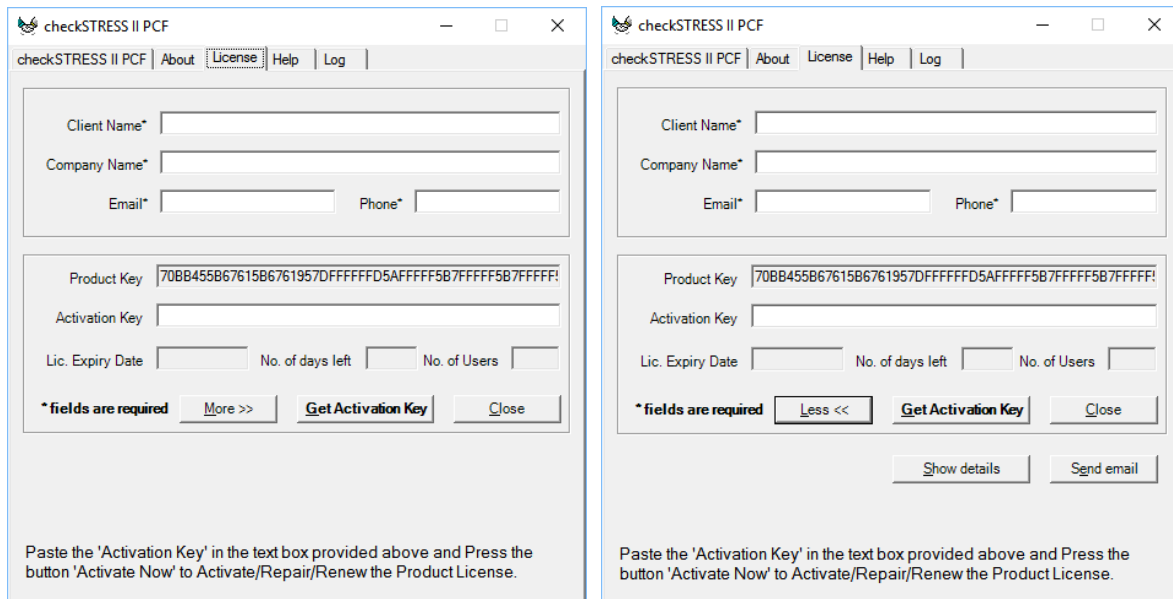 checkSTRESS II PCF
checkSTRESS II PCF About License Help Log
Client Name*
Company Name*
Email* Phone*
Product Key 70BB455B67615B6761957DFFFFFFD5AFFFFF5B7FFFFF5B7FFFFF5
Activation Key
Lic. Expiry Date No. of days left No. of Users
* fields are required More >> Get Activation Key Close
Paste the 'Activation Key' in the text box provided above and Press the
button 'Activate Now' to Activate/Repair/Renew the Product License.
checkSTRESS II PCF
checkSTRESS II PCF About License Help Log
Client Name*
Company Name*
Email* Phone*
Product Key 70BB455B67615B6761957DFFFFFFD5AFFFFF5B7FFFFF5B7FFFFF5
Activation Key
Lic. Expiry Date No. of days left No. of Users
* fields are required Less << Get Activation Key Close
Show details Send email
Paste the 'Activation Key' in the text box provided above and Press the
button 'Activate Now' to Activate/Repair/Renew the Product License.